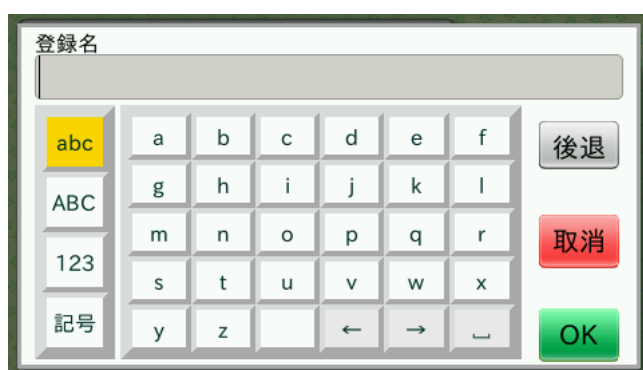 登録名
abc a b c d e f 後退
ABC g h i j k l
m n o p q r 取消
123 s t u v w x
記号 y z ← → ⎵ OK